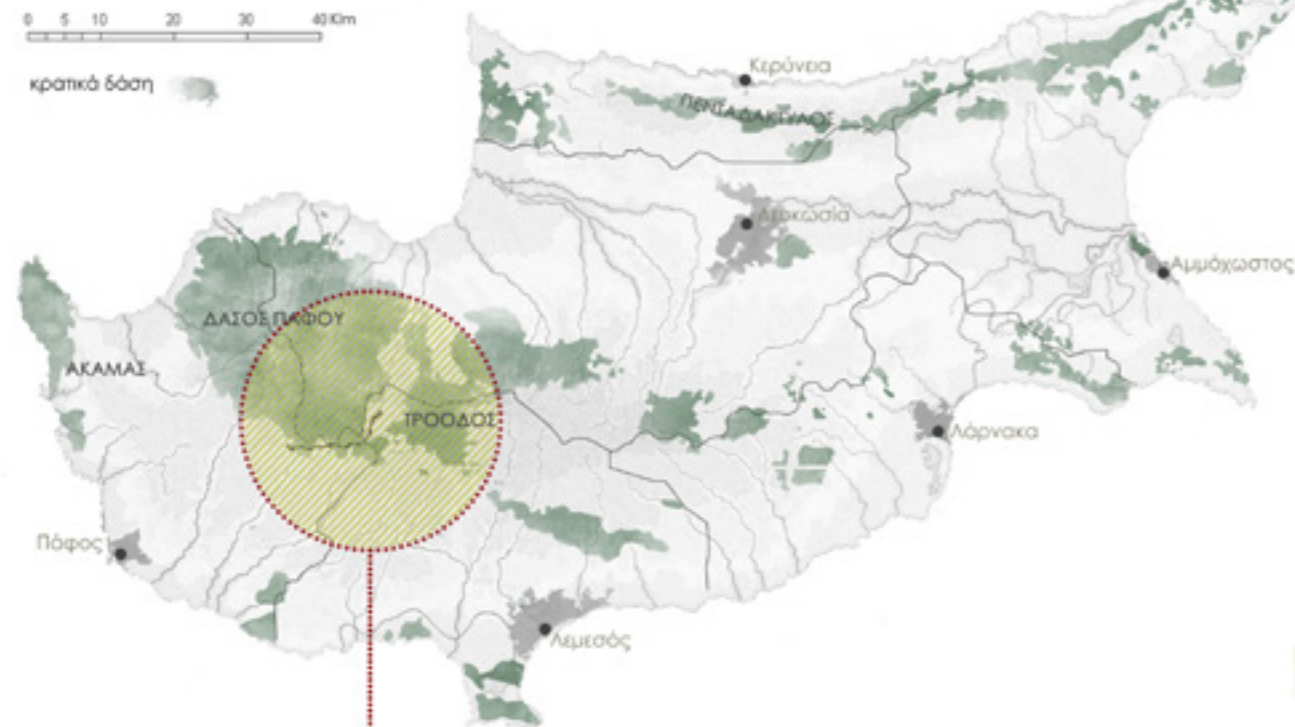 0 5 10 20 30 40 Klm
κρατικά δάση
Κερύνεια
ΠΕΝΤΑΔΑΚΤΥΛΟΣ
Λευκωσία
Αμμόχωστος
ΔΑΣΟΣ ΠΑΦΟΥ
ΑΚΑΜΑΣ
ΤΡΟΟΔΟΣ
Λάρνακα
Πάφος
Λεμεσός